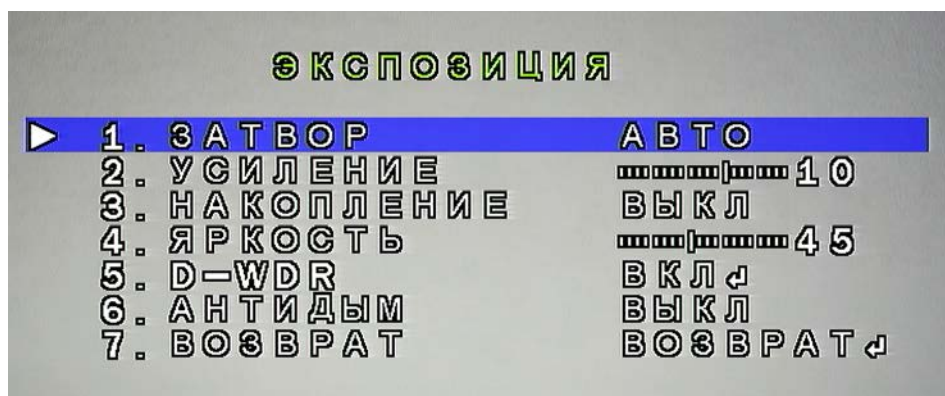 ЭКСПОЗИЦИЯ
1. ЗАТВОР АВТО
2. УСИЛЕНИЕ 10
3. НАКОПЛЕНИЕ ВЫКЛ
4. ЯРКОСТЬ 45
5. D-WDR ВКЛ↲
6. АНТИДЫМ ВЫКЛ
7. ВОЗВРАТ ВОЗВРАТ↲